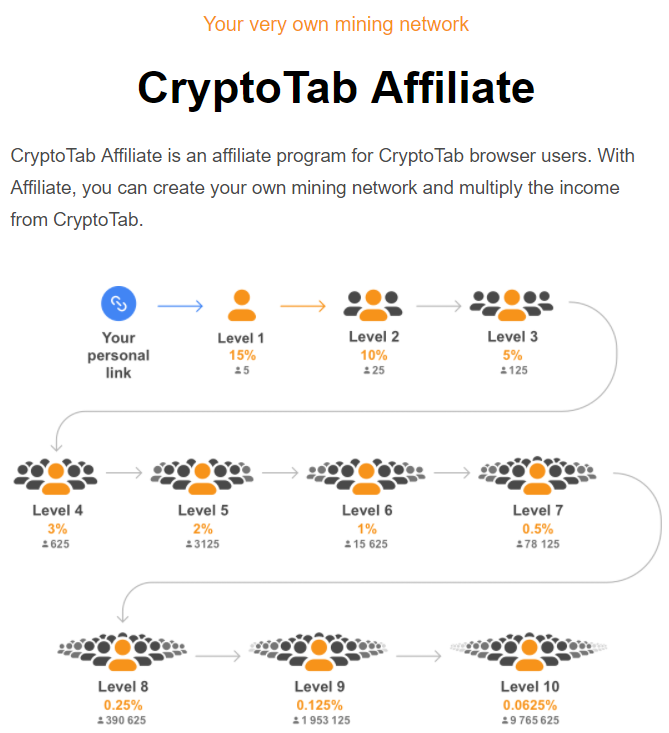 Your very own mining network
CryptoTab Affiliate
CryptoTab Affiliate is an affiliate program for CryptoTab browser users. With
Affiliate, you can create your own mining network and multiply the income
from CryptoTab.
Your
personal
link
Level 1
15%
5
Level 2
10%
25
Level 3
5%
125
Level 4
3%
625
Level 5
2%
3125
Level 6
1%
15 625
Level 7
0.5%
78 125
Level 8
0.25%
390 625
Level 9
0.125%
1 953 125
Level 10
0.0625%
9 765 625